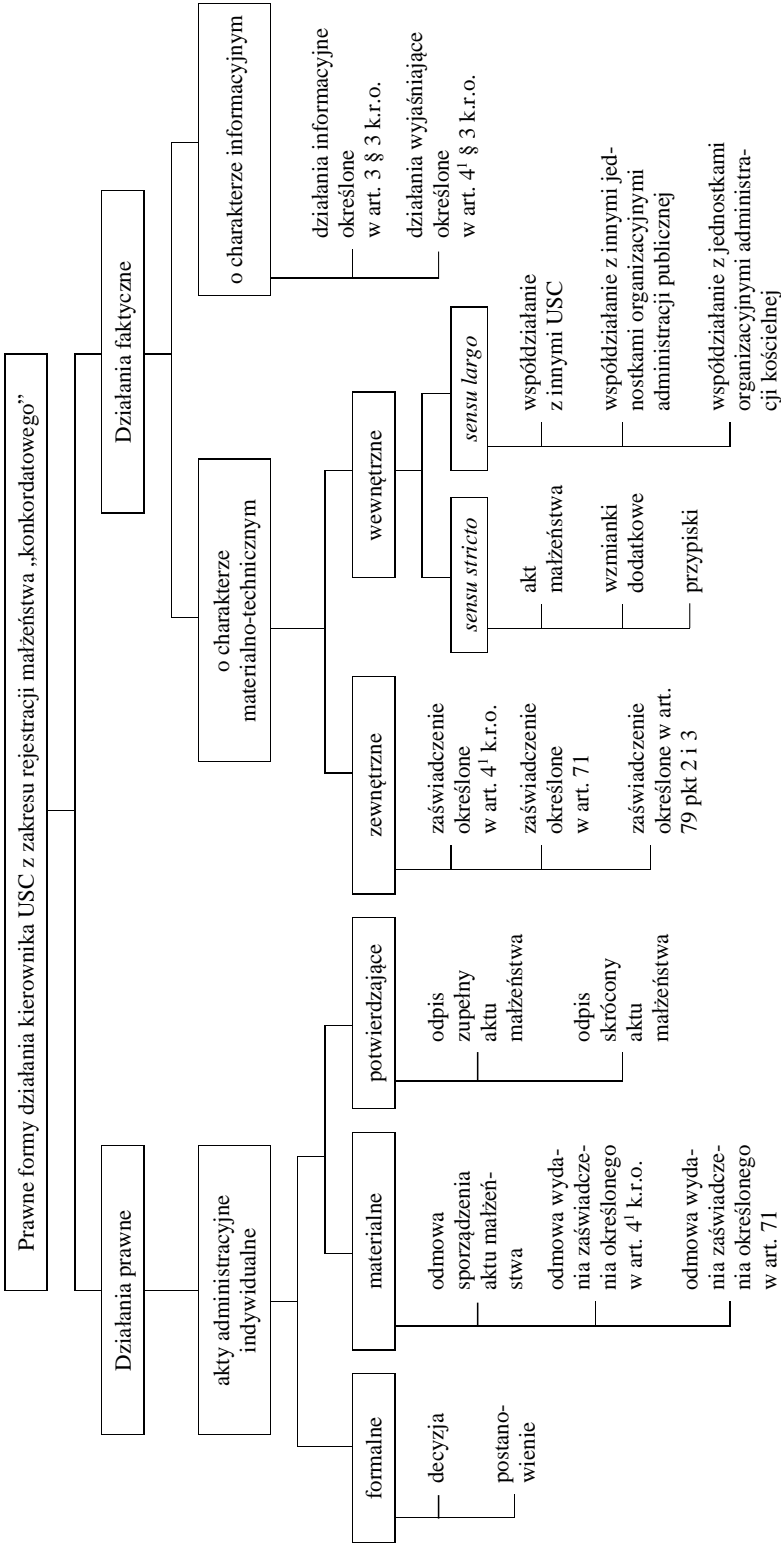 Prawne formy działania kierownika USC z zakresu rejestracji małżeństwa „konkordatowego”
Działania prawne
Działania faktyczne
akty administracyjne
indywidualne
o charakterze
materialno-technicznym
o charakterze informacyjnym
formalne
materialne
potwierdzające
zewnętrzne
wewnętrzne
działania informacyjne
określone
w art. 3 § 3 k.r.o.
działania wyjaśniające
określone
w art. 4¹ § 3 k.r.o.
sensu stricto
sensu largo
decyzja
postano-
wienie
odmowa
sporządzenia
aktu małżeń-
stwa
odmowa wyda-
nia zaświadcze-
nia określonego
w art. 4¹ k.r.o.
odmowa wyda-
nia zaświadcze-
nia określonego
w art. 71
odpis
zupełny
aktu
małżeństwa
odpis
skrócony
aktu
małżeństwa
zaświadczenie
określone
w art. 4¹ k.r.o.
zaświadczenie
określone
w art. 71
zaświadczenie
określone w art.
79 pkt 2 i 3
akt
małżeństwa
wzmianki
dodatkowe
przypiski
współdziałanie
z innymi USC
współdziałanie z innymi jed-
nostkami organizacyjnymi
administracji publicznej
współdziałanie z jednostkami
organizacyjnymi administra-
cji kościelnej